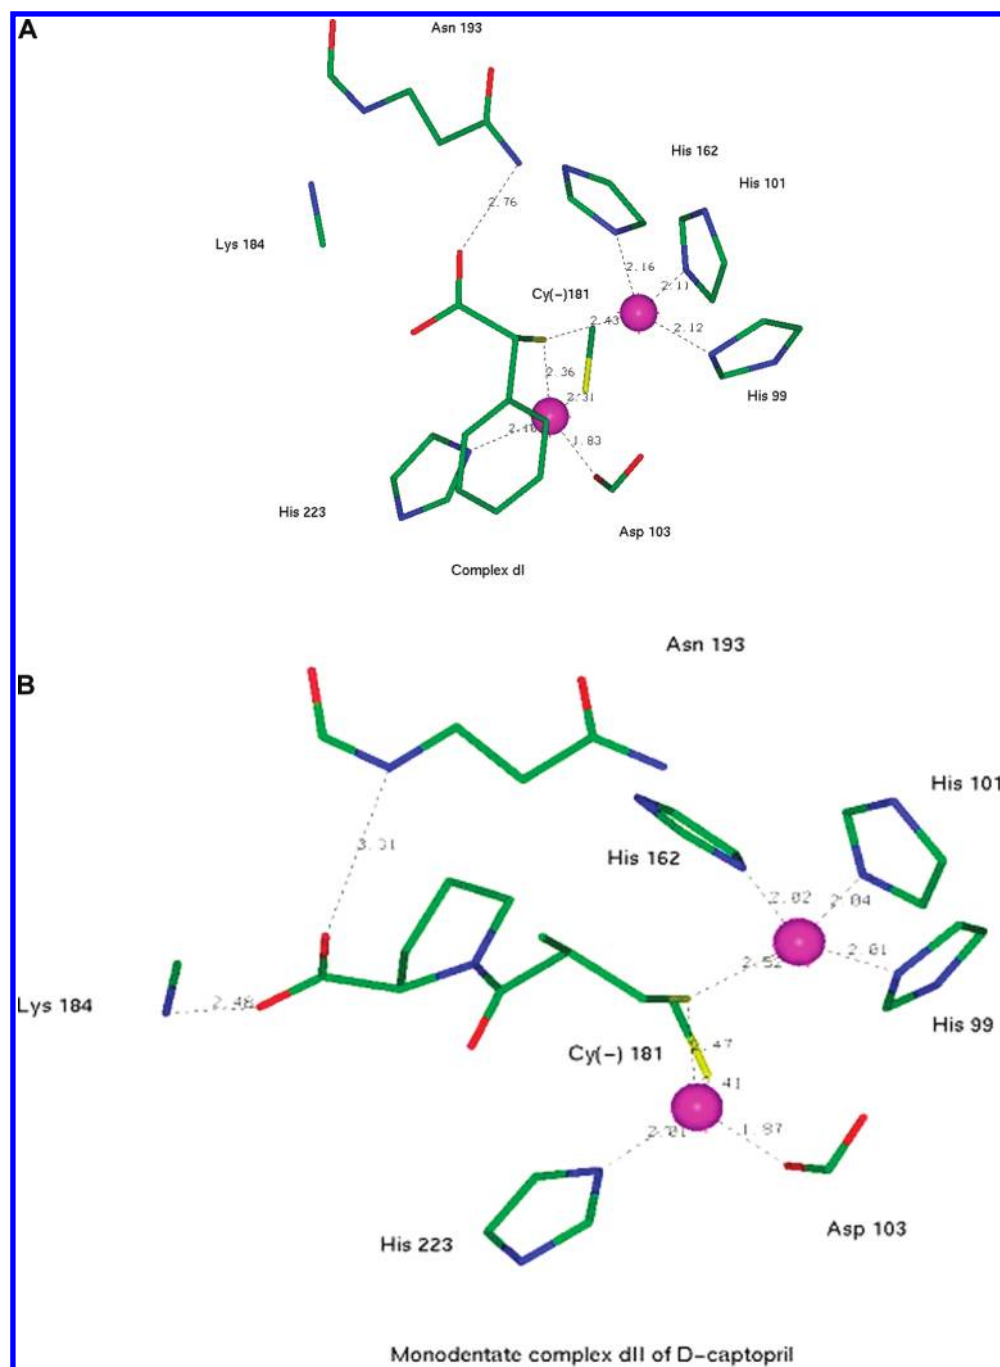 A
Asn 193
His 162
His 101
2.76
Lys 184
2.16
Cy(-)181
2.11
2.43
2.12
2.36
His 99
2.31
1.83
His 223
Asp 103
Complex dI
Asn 193
B
His 101
His 162
2.02
2.04
2.52
2.01
Lys 184
2.48
His 99
Cy(-) 181
.47
.41
2.01
1.87
His 223
Asp 103
Monodentate complex dII of D-captopril